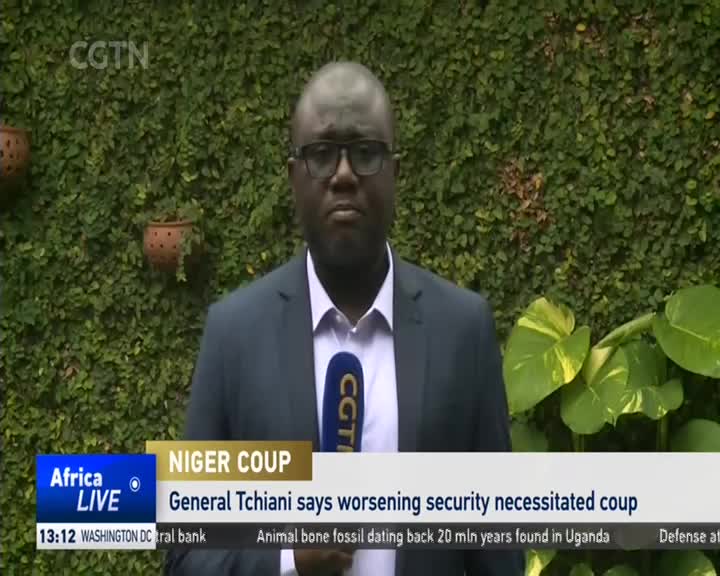 CGTN
CGTN
NIGER COUP
Africa
LIVE
General Tchiani says worsening security necessitated coup
13:12 WASHINGTON DC tral bank Animal bone fossil dating back 20 mln years found in Uganda Defense at